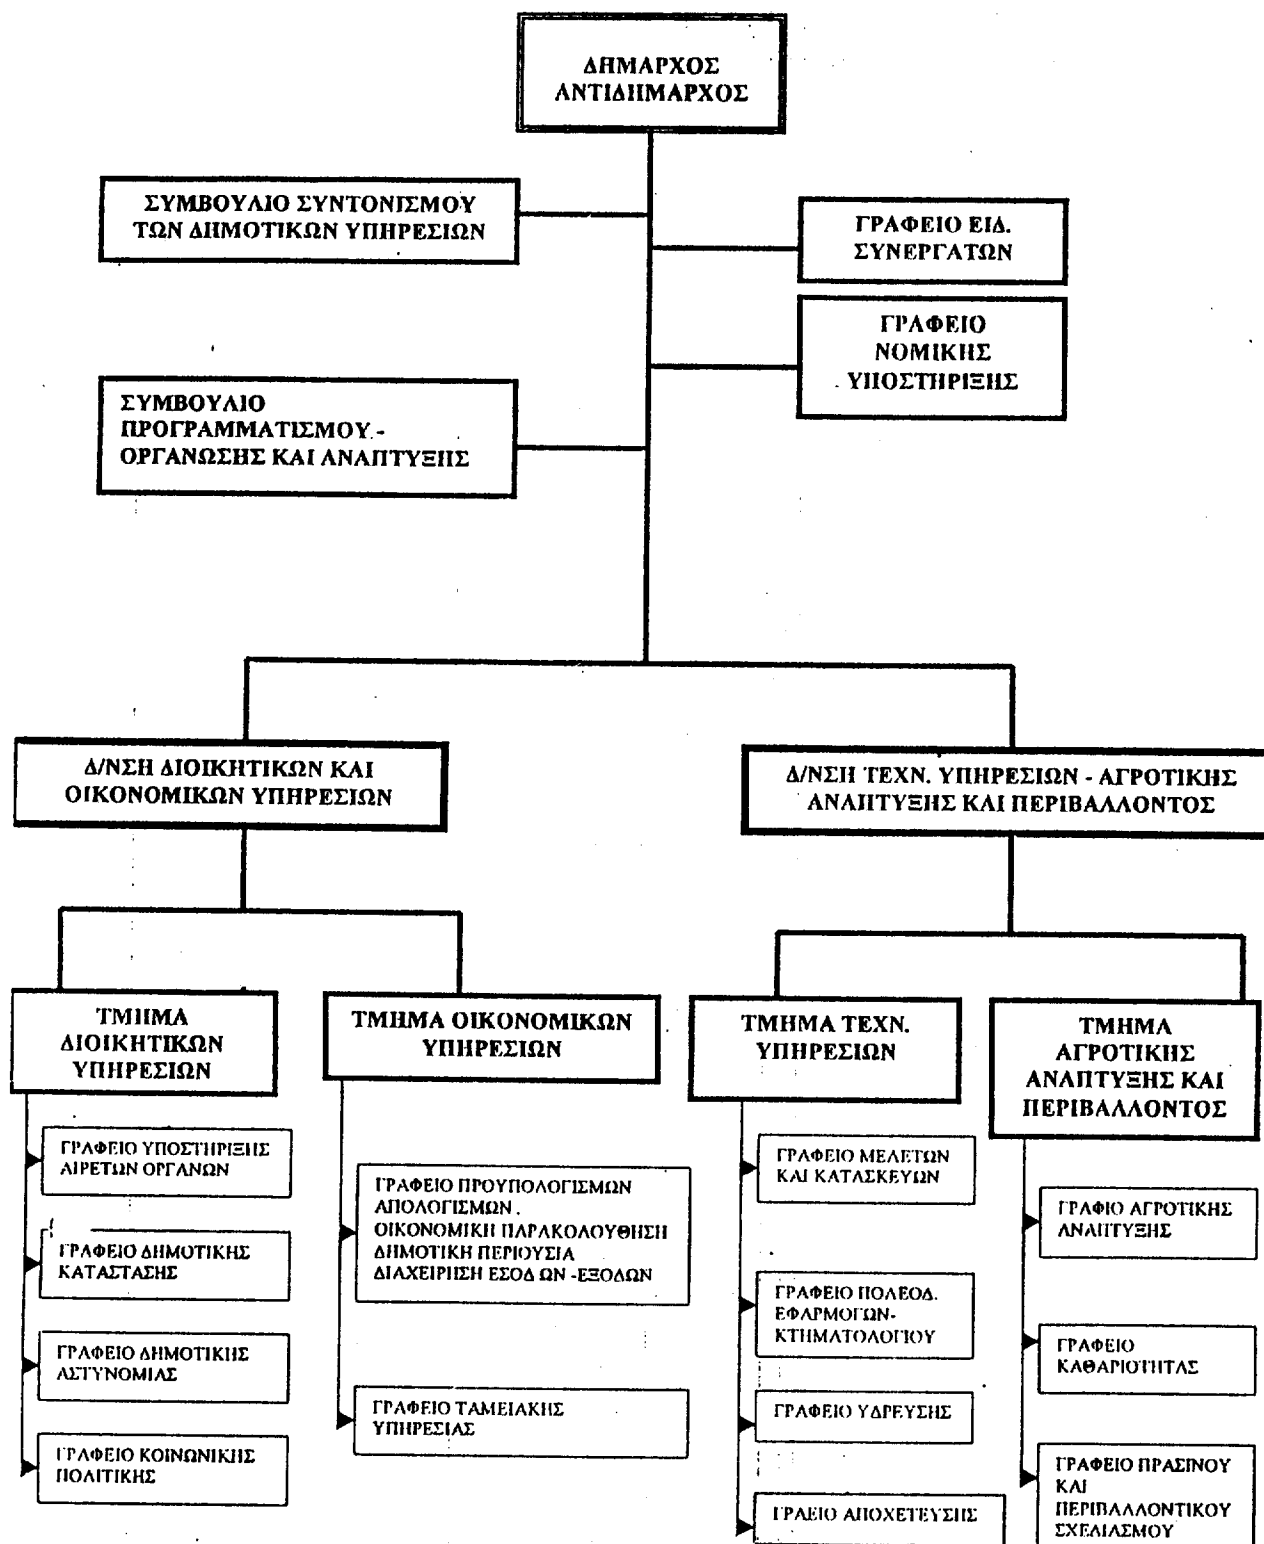 ΔΗΜΑΡΧΟΣ
ΑΝΤΙΔΗΜΑΡΧΟΣ
ΣΥΜΒΟΥΛΙΟ ΣΥΝΤΟΝΙΣΜΟΥ
ΤΩΝ ΔΗΜΟΤΙΚΩΝ ΥΠΗΡΕΣΙΩΝ
ΓΡΑΦΕΙΟ ΕΙΔ.
ΣΥΝΕΡΓΑΤΩΝ
ΓΡΑΦΕΙΟ
ΝΟΜΙΚΗΣ
ΥΠΟΣΤΗΡΙΞΗΣ
ΣΥΜΒΟΥΛΙΟ
ΠΡΟΓΡΑΜΜΑΤΙΣΜΟΥ -
ΟΡΓΑΝΩΣΗΣ ΚΑΙ ΑΝΑΠΤΥΞΗΣ
Δ/ΝΣΗ ΔΙΟΙΚΗΤΙΚΩΝ ΚΑΙ
ΟΙΚΟΝΟΜΙΚΩΝ ΥΠΗΡΕΣΙΩΝ
Δ/ΝΣΗ ΤΕΧΝ. ΥΠΗΡΕΣΙΩΝ - ΑΓΡΟΤΙΚΗΣ
ΑΝΑΠΤΥΞΗΣ ΚΑΙ ΠΕΡΙΒΑΛΛΟΝΤΟΣ
ΤΜΗΜΑ
ΔΙΟΙΚΗΤΙΚΩΝ
ΥΠΗΡΕΣΙΩΝ
ΓΡΑΦΕΙΟ ΥΠΟΣΤΗΡΙΞΗΣ
ΑΙΡΕΤΩΝ ΟΡΓΑΝΩΝ
ΓΡΑΦΕΙΟ ΔΗΜΟΤΙΚΗΣ
ΚΑΤΑΣΤΑΣΗΣ
ΓΡΑΦΕΙΟ ΔΗΜΟΤΙΚΗΣ
ΑΣΤΥΝΟΜΙΑΣ
ΓΡΑΦΕΙΟ ΚΟΙΝΩΝΙΚΗΣ
ΠΟΛΙΤΙΚΗΣ
ΤΜΗΜΑ ΟΙΚΟΝΟΜΙΚΩΝ
ΥΠΗΡΕΣΙΩΝ
ΓΡΑΦΕΙΟ ΠΡΟΥΠΟΛΟΓΙΣΜΩΝ
ΑΠΟΛΟΓΙΣΜΩΝ.
ΟΙΚΟΝΟΜΙΚΗ ΠΑΡΑΚΟΛΟΥΘΗΣΗ
ΔΗΜΟΤΙΚΗ ΠΕΡΙΟΥΣΙΑ
ΔΙΑΧΕΙΡΗΣΗ ΕΣΟΔ ΩΝ -ΕΞΟΔΩΝ
ΓΡΑΦΕΙΟ ΤΑΜΕΙΑΚΗΣ
ΥΠΗΡΕΣΙΑΣ
ΤΜΗΜΑ ΤΕΧΝ.
ΥΠΗΡΕΣΙΩΝ
ΓΡΑΦΕΙΟ ΜΕΛΕΤΩΝ
ΚΑΙ ΚΑΤΑΣΚΕΥΩΝ
ΓΡΑΦΕΙΟ ΠΟΛΕΟΔ.
ΕΦΑΡΜΟΓΩΝ-
ΚΤΗΜΑΤΟΛΟΓΙΟΥ
ΓΡΑΦΕΙΟ ΥΔΡΕΥΣΗΣ
ΓΡΑΕΙΟ ΑΠΟΧΕΤΕΥΣΗΣ
ΤΜΗΜΑ
ΑΓΡΟΤΙΚΗΣ
ΑΝΑΠΤΥΞΗΣ ΚΑΙ
ΠΕΡΙΒΑΛΛΟΝΤΟΣ
ΓΡΑΦΙΟ ΑΓΡΟΤΙΚΗΣ
ΑΝΑΠΤΥΞΗΣ
ΓΡΑΦΕΙΟ
ΚΑΘΑΡΙΟΤΗΤΑΣ
ΓΡΑΦΕΙΟ ΠΡΑΣΙΝΟΥ
ΚΑΙ
ΠΕΡΙΒΑΛΛΟΝΤΙΚΟΥ
ΣΧΕΔΙΑΣΜΟΥ